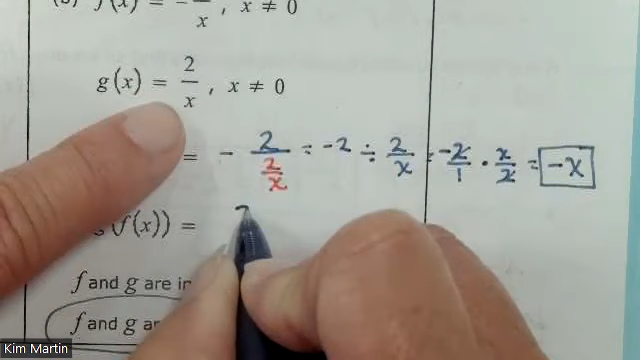 x ≠ 0
g(x) = 2/x , x ≠ 0
= - 2/(2/x) = -2 ÷ 2/x = -2/1 · x/2 = -x
(f(x)) =
f and g are in
f and g ar
Kim Martin